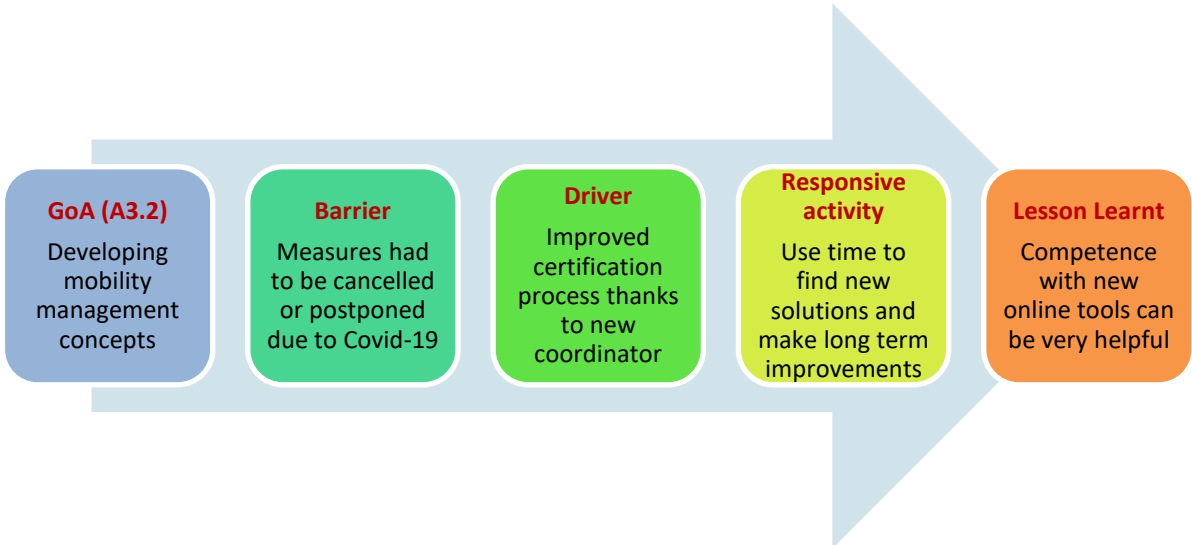 GoA (A3.2)
Developing
mobility
management
concepts
Barrier
Measures had
to be cancelled
or postponed
due to Covid-19
Driver
Improved
certification
process thanks
to new
coordinator
Responsive
activity
Use time to
find new
solutions and
make long term
improvements
Lesson Learnt
Competence
with new
online tools can
be very helpful